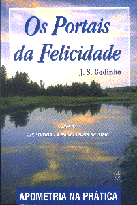 Os Portais
da Felicidade
J. S. Godinho
APOMETRIA NA PRÁTICA